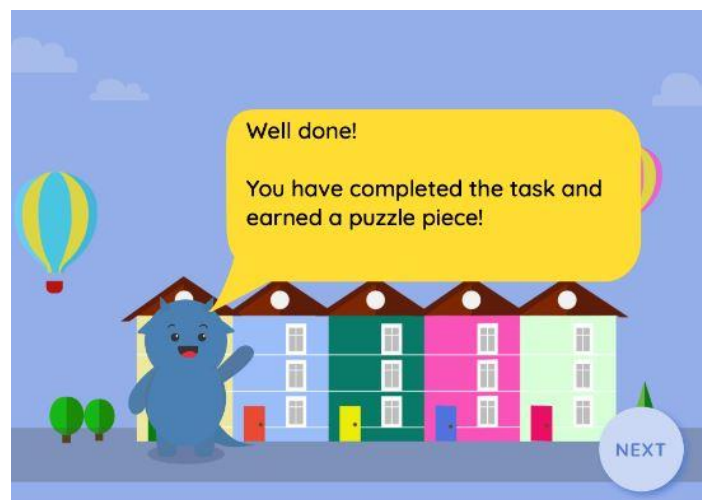 Well done!
You have completed the task and
earned a puzzle piece!
NEXT